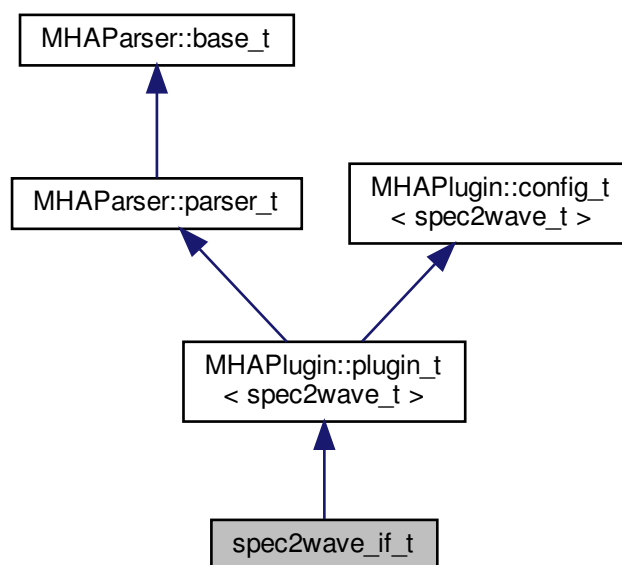 MHAParser::base_t
MHAParser::parser_t
MHAPlugin::config_t
< spec2wave_t >
MHAPlugin::plugin_t
< spec2wave_t >
spec2wave_if_t